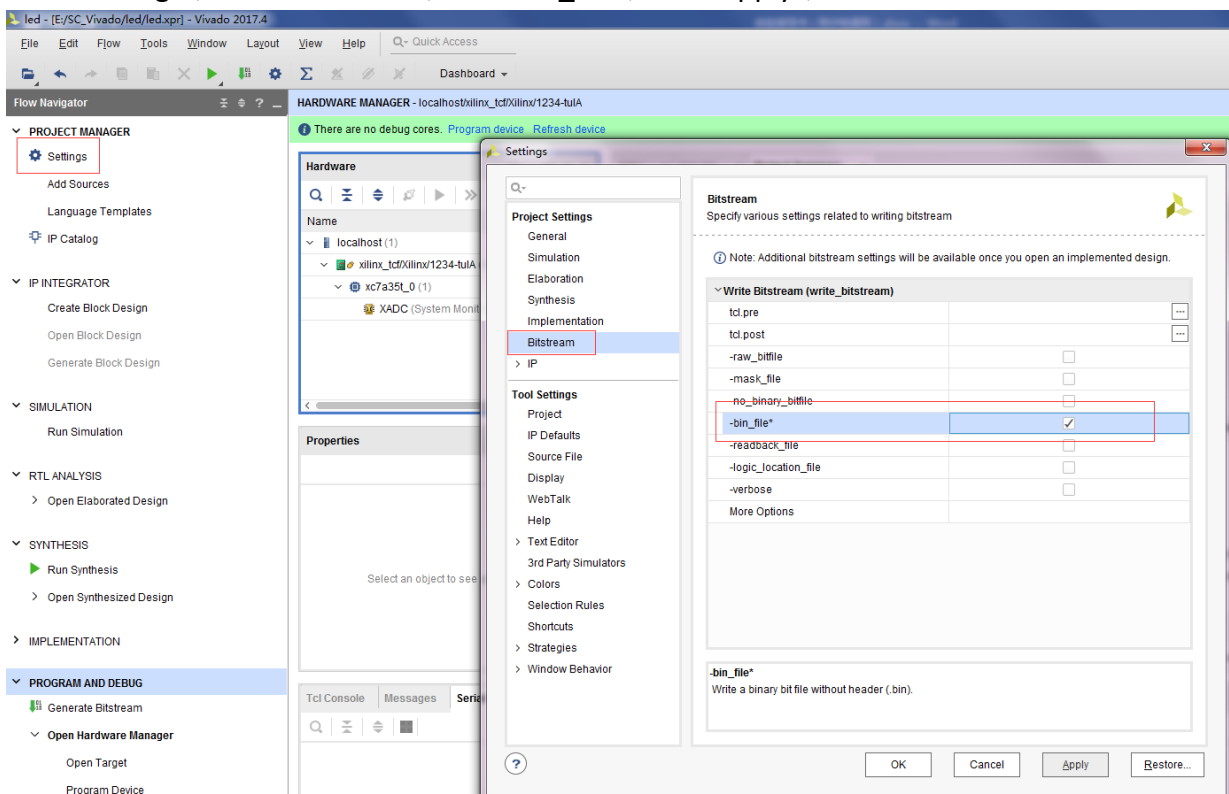 led - [E:/SC_Vivado/led/led.xpr] - Vivado 2017.4
File Edit Flow Tools Window Layout View Help Quick Access
Dashboard
Flow Navigator
HARDWARE MANAGER - localhost/xilinx_tcf/Xilinx/1234-tulA
There are no debug cores. Program device Refresh device
PROJECT MANAGER
Settings
Add Sources
Language Templates
IP Catalog
IP INTEGRATOR
Create Block Design
Open Block Design
Generate Block Design
SIMULATION
Run Simulation
RTL ANALYSIS
Open Elaborated Design
SYNTHESIS
Run Synthesis
Open Synthesized Design
IMPLEMENTATION
PROGRAM AND DEBUG
Generate Bitstream
Open Hardware Manager
Open Target
Program Device
Hardware
Name
localhost (1)
xilinx_tcf/Xilinx/1234-tulA
xc7a35t_0 (1)
XADC (System Monit
Properties
Select an object to see
Tcl Console Messages Seria
Settings
Project Settings
General
Simulation
Elaboration
Synthesis
Implementation
Bitstream
IP
Tool Settings
Project
IP Defaults
Source File
Display
WebTalk
Help
Text Editor
3rd Party Simulators
Colors
Selection Rules
Shortcuts
Strategies
Window Behavior
Bitstream
Specify various settings related to writing bitstream
Note: Additional bitstream settings will be available once you open an implemented design.
Write Bitstream (write_bitstream)
tcl.pre
tcl.post
-raw_bitfile
-mask_file
-no_binary_bitfile
-bin_file*
-readback_file
-logic_location_file
-verbose
More Options
-bin_file*
Write a binary bit file without header (.bin).
OK Cancel Apply Restore...